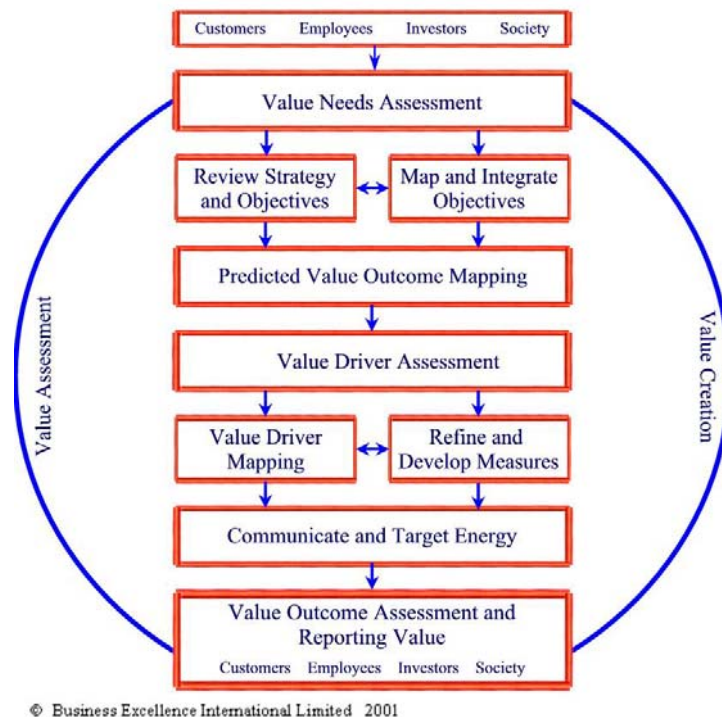 Customers Employees Investors Society
Value Needs Assessment
Review Strategy
and Objectives
Map and Integrate
Objectives
Predicted Value Outcome Mapping
Value Assessment
Value Creation
Value Driver Assessment
Value Driver
Mapping
Refine and
Develop Measures
Communicate and Target Energy
Value Outcome Assessment and
Reporting Value
Customers Employees Investors Society
© Business Excellence International Limited 2001